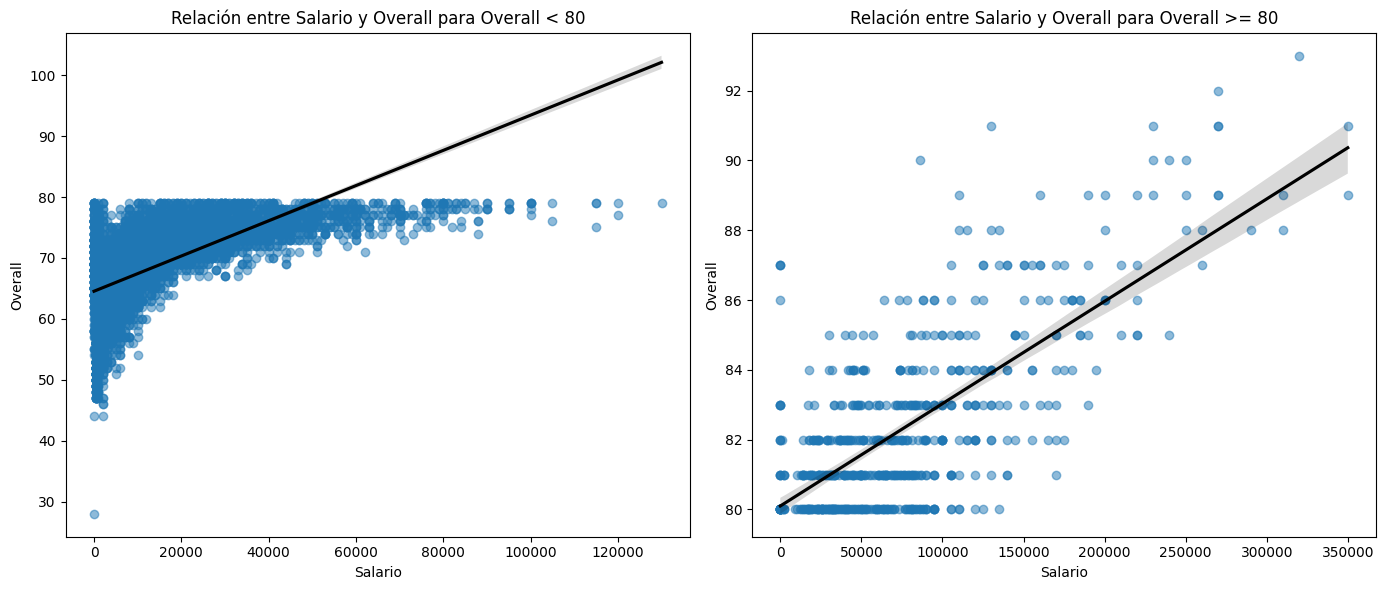 Relación entre Salario y Overall para Overall < 80
Overall
100
90
80
70
60
50
40
30
0 20000 40000 60000 80000 100000 120000
Salario
Relación entre Salario y Overall para Overall >= 80
Overall
92
90
88
86
84
82
80
0 50000 100000 150000 200000 250000 300000 350000
Salario